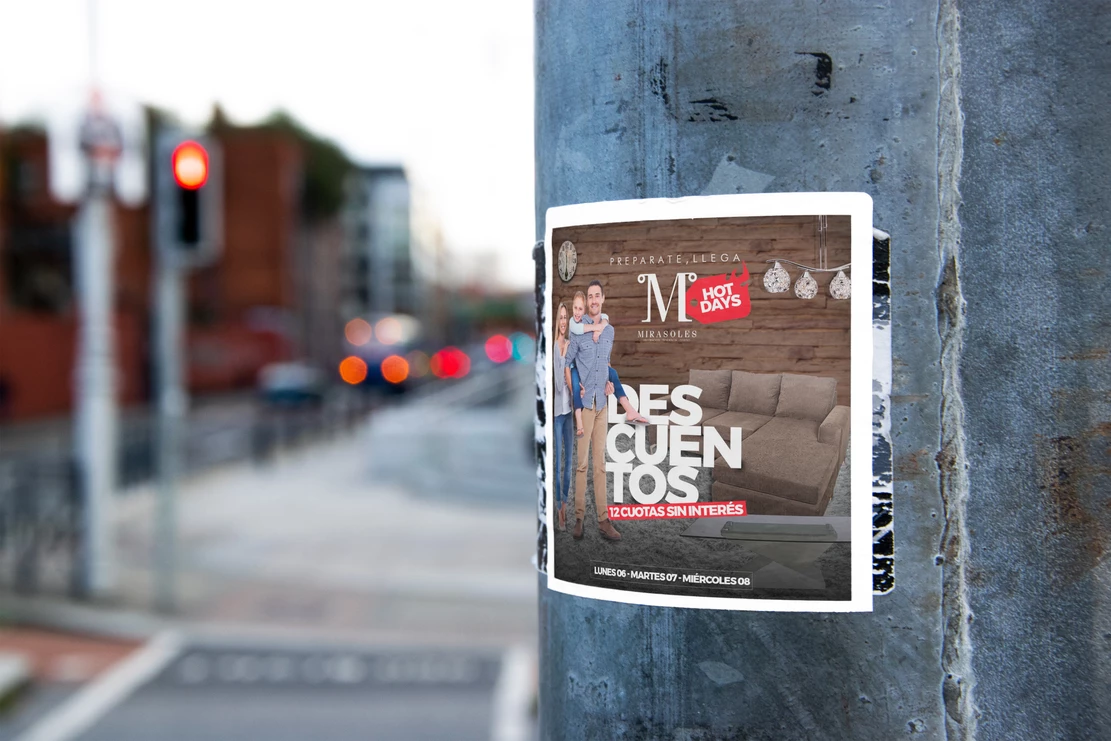 PREPARATE, LLEGA
M
HOT
DAYS
MIRASOLES
DES
CUEN
TOS
12 CUOTAS SIN INTERÉS
LUNES 06 - MARTES 07 - MIÉRCOLES 08